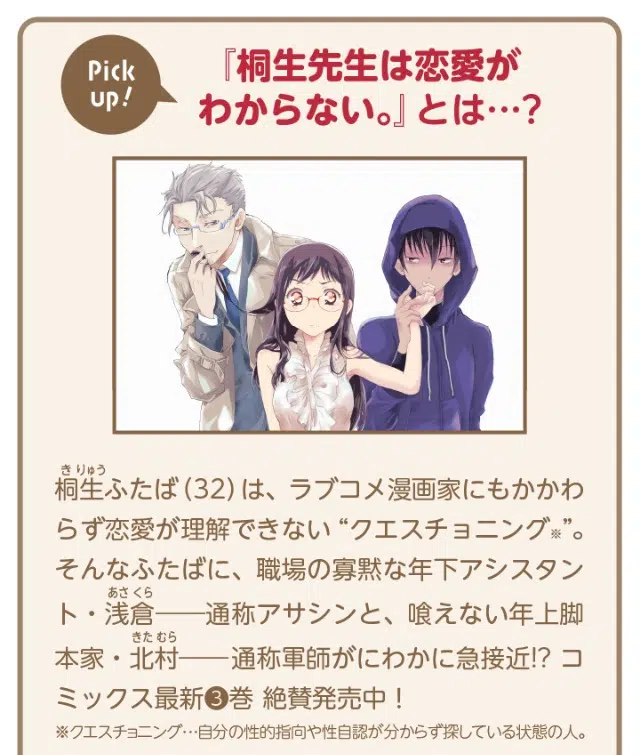 Pick
up!
『桐生先生は恋愛が
わからない。』とは…?
きりゅう
桐生ふたば(32)は、ラブコメ漫画家にもかかわ
らず恋愛が理解できない“クエスチョニング※”。
そんなふたばに、職場の寡黙な年下アシスタン
あさくら
ト・浅倉――通称アサシンと、喰えない年上脚
きたむら
本家・北村――通称軍師がにわかに急接近!? コ
ミックス最新❸巻 絶賛発売中！
※クエスチョニング…自分の性的指向や性自認が分からず探している状態の人。